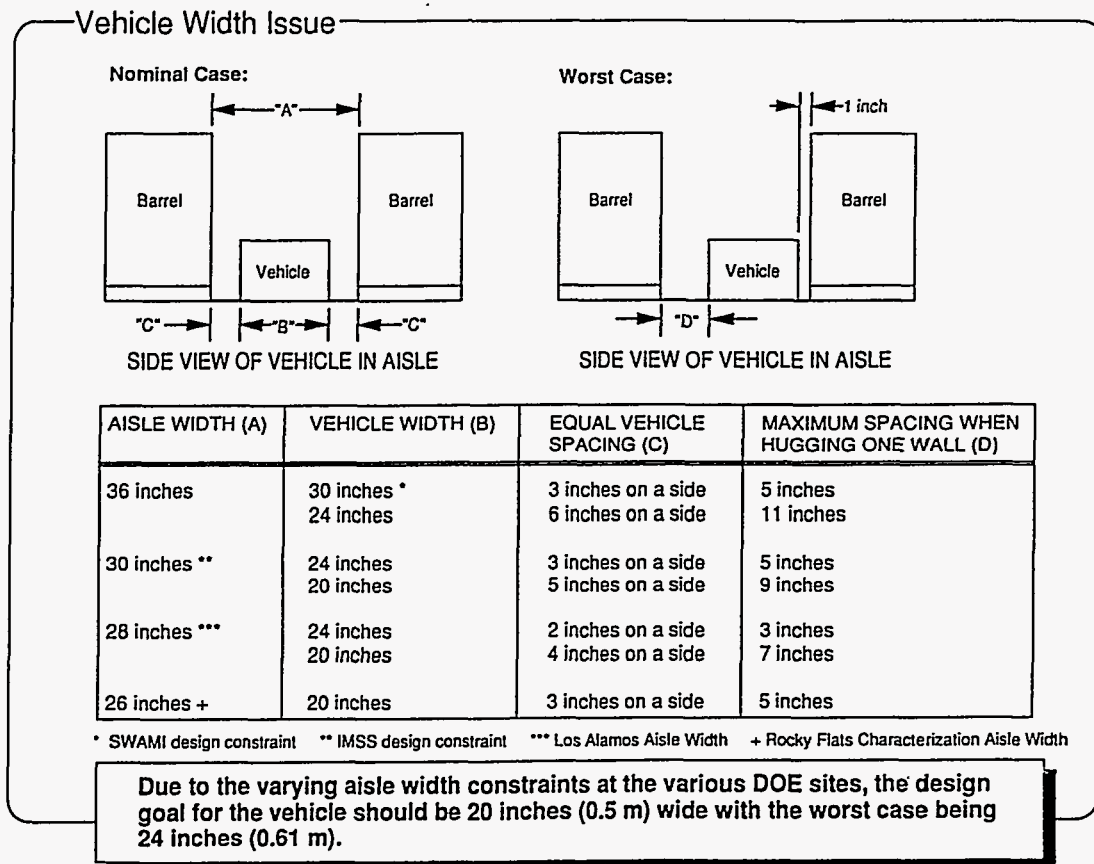 Vehicle Width Issue
Nominal Case:
Worst Case:
"A"
1 inch
Barrel
Barrel
Barrel
Barrel
Vehicle
Vehicle
"C"
"B"
"C"
"D"
SIDE VIEW OF VEHICLE IN AISLE
SIDE VIEW OF VEHICLE IN AISLE
AISLE WIDTH (A) VEHICLE WIDTH (B) EQUAL VEHICLE SPACING (C) MAXIMUM SPACING WHEN HUGGING ONE WALL (D)
36 inches 30 inches * 3 inches on a side 5 inches
24 inches 6 inches on a side 11 inches
30 inches ** 24 inches 3 inches on a side 5 inches
20 inches 5 inches on a side 9 inches
28 inches *** 24 inches 2 inches on a side 3 inches
20 inches 4 inches on a side 7 inches
26 inches + 20 inches 3 inches on a side 5 inches
* SWAMI design constraint ** IMSS design constraint *** Los Alamos Aisle Width + Rocky Flats Characterization Aisle Width
Due to the varying aisle width constraints at the various DOE sites, the design
goal for the vehicle should be 20 inches (0.5 m) wide with the worst case being
24 inches (0.61 m).